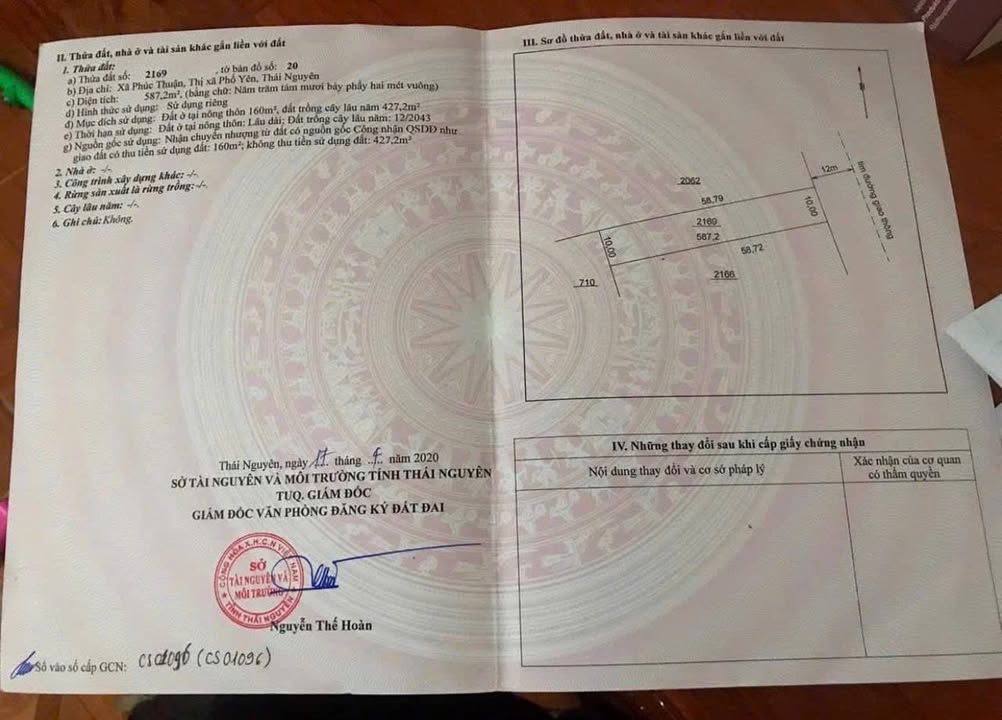 II. Thửa đất, nhà ở và tài sản khác gắn liền với đất
1. Thửa đất:
a) Thửa đất số: 2169 , tờ bản đồ số: 20
b) Địa chỉ: Xã Phúc Thuận, Thị xã Phổ Yên, Thái Nguyên
c) Diện tích: 587,2m², (bằng chữ: Năm trăm tám mươi bảy phẩy hai mét vuông)
d) Hình thức sử dụng: Sử dụng riêng
đ) Mục đích sử dụng: Đất ở tại nông thôn 160m², đất trồng cây lâu năm 427,2m²
e) Thời hạn sử dụng: Đất ở tại nông thôn: Lâu dài; Đất trồng cây lâu năm: 12/2043
g) Nguồn gốc sử dụng: Nhận chuyển nhượng từ đất có nguồn gốc Công nhận QSDĐ như
giao đất có thu tiền sử dụng đất: 160m²; không thu tiền sử dụng đất: 427,2m²
2. Nhà ở: -/-
3. Công trình xây dựng khác: -/-
4. Rừng sản xuất là rừng trồng: -/-
5. Cây lâu năm: -/-
6. Ghi chú: Không.
Thái Nguyên, ngày tháng năm 2020
SỞ TÀI NGUYÊN VÀ MÔI TRƯỜNG TỈNH THÁI NGUYÊN
TUQ. GIÁM ĐỐC
GIÁM ĐỐC VĂN PHÒNG ĐĂNG KÝ ĐẤT ĐAI
CỘNG HÒA X.H.C.N VIỆT NAM
SỞ
TÀI NGUYÊN VÀ
MÔI TRƯỜNG
TỈNH THÁI NGUYÊN
Nguyễn Thế Hoàn
Số vào sổ cấp GCN: (CS01096)
III. Sơ đồ thửa đất, nhà ở và tài sản khác gắn liền với đất
12m
tim đường giao thông
2062
58,79
10,00
2169
587,2
10,00
58,72
710
2166
IV. Những thay đổi sau khi cấp giấy chứng nhận
Nội dung thay đổi và cơ sở pháp lý
Xác nhận của cơ quan
có thẩm quyền